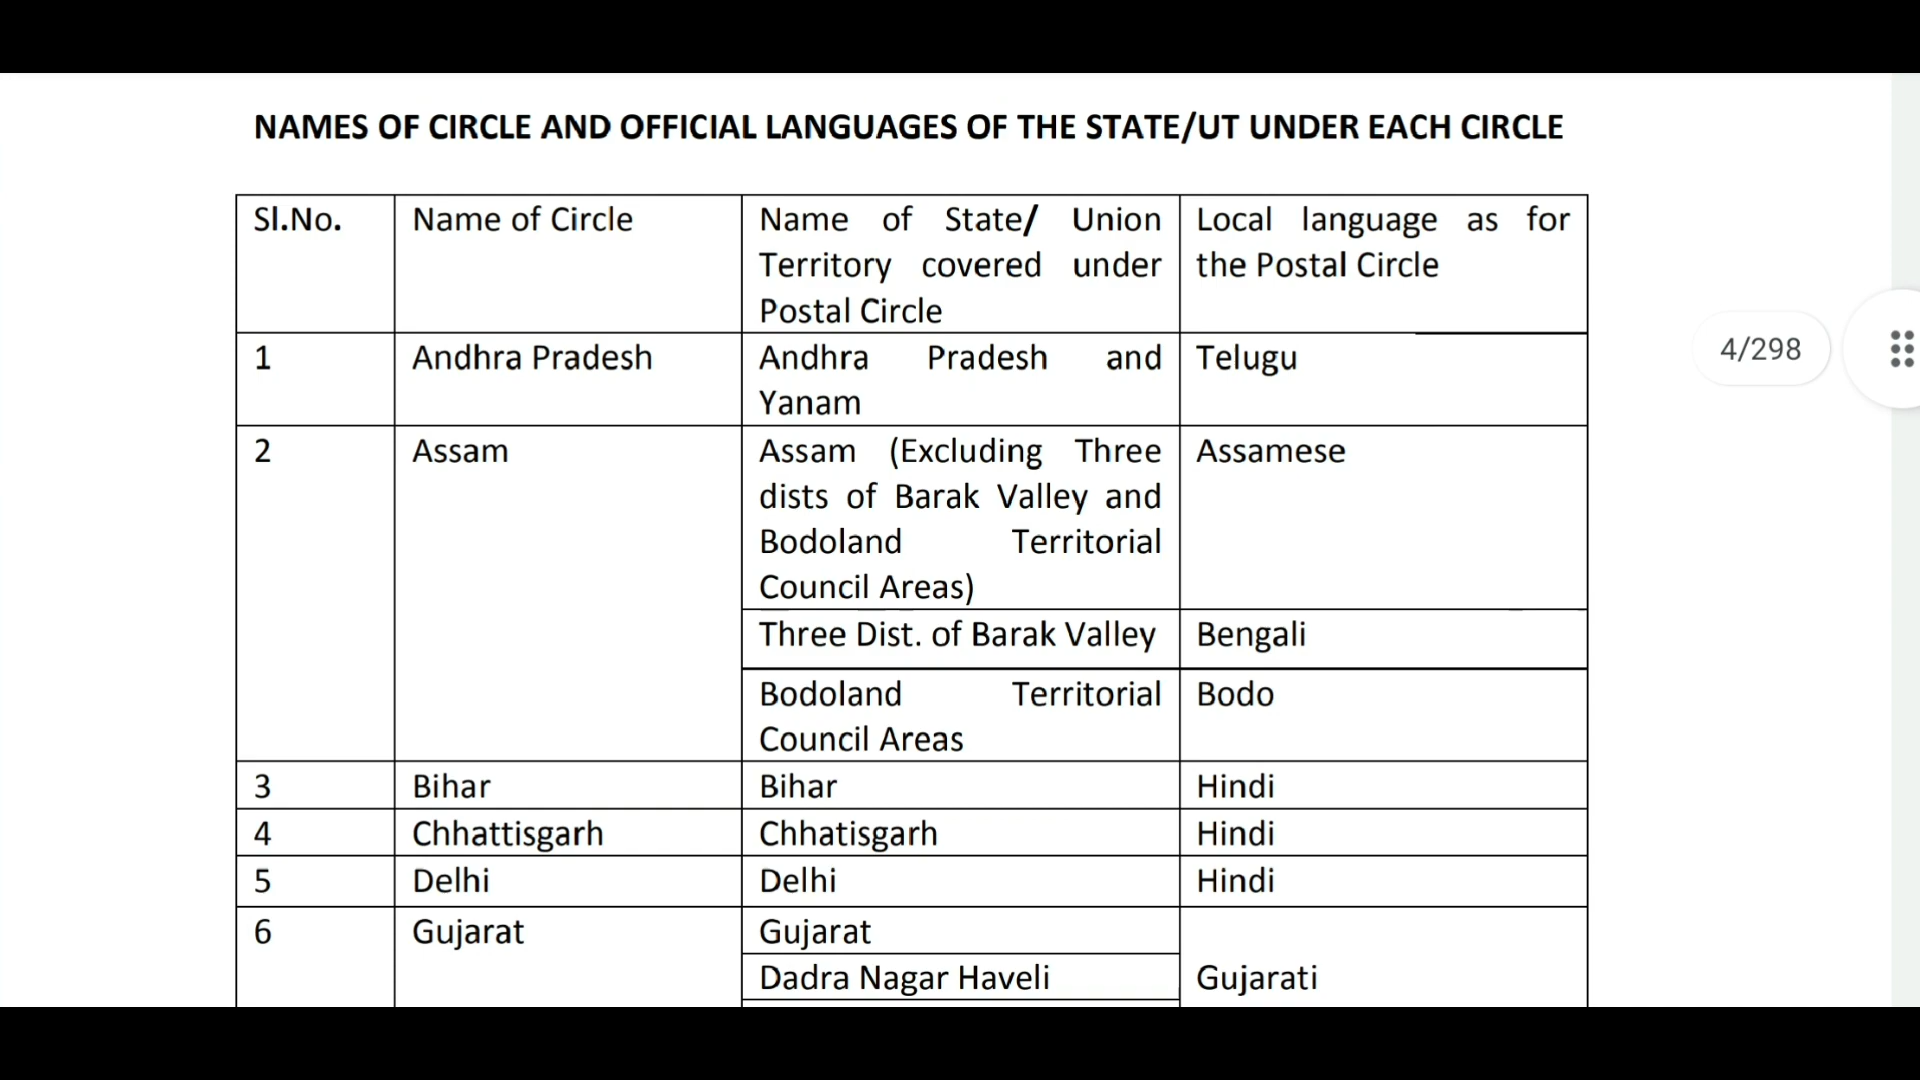 NAMES OF CIRCLE AND OFFICIAL LANGUAGES OF THE STATE/UT UNDER EACH CIRCLE
Sl.No.
Name of Circle
Name of State/ Union
Territory covered under
Postal Circle
Local language as for
the Postal Circle
1
Andhra Pradesh
Andhra Pradesh and
Yanam
Telugu
2
Assam
Assam (Excluding Three
dists of Barak Valley and
Bodoland Territorial
Council Areas)
Assamese
Three Dist. of Barak Valley
Bengali
Bodoland Territorial
Council Areas
Bodo
3
Bihar
Bihar
Hindi
4
Chhattisgarh
Chhatisgarh
Hindi
5
Delhi
Delhi
Hindi
6
Gujarat
Gujarat
Dadra Nagar Haveli
Gujarati
4/298